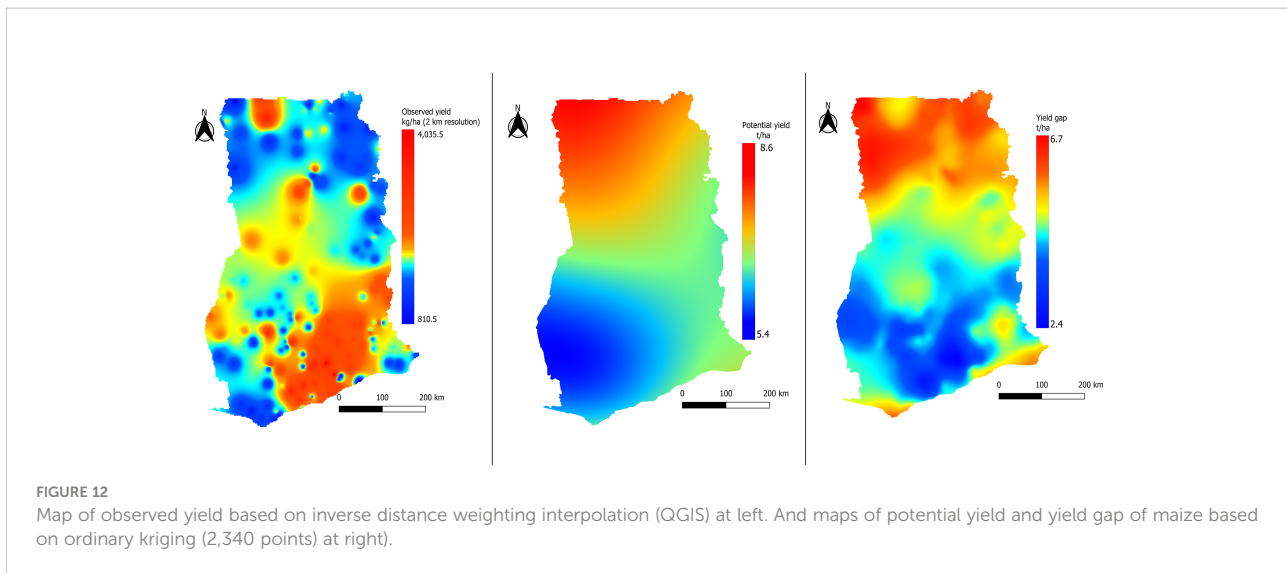 N
Observed yield
kg/ha (2 km resolution)
4,035.5
810.5
0 100 200 km
N
Potential yield
t/ha
8.6
5.4
0 100 200 km
N
Yield gap
t/ha
6.7
2.4
0 100 200 km
FIGURE 12
Map of observed yield based on inverse distance weighting interpolation (QGIS) at left. And maps of potential yield and yield gap of maize based
on ordinary kriging (2,340 points) at right).